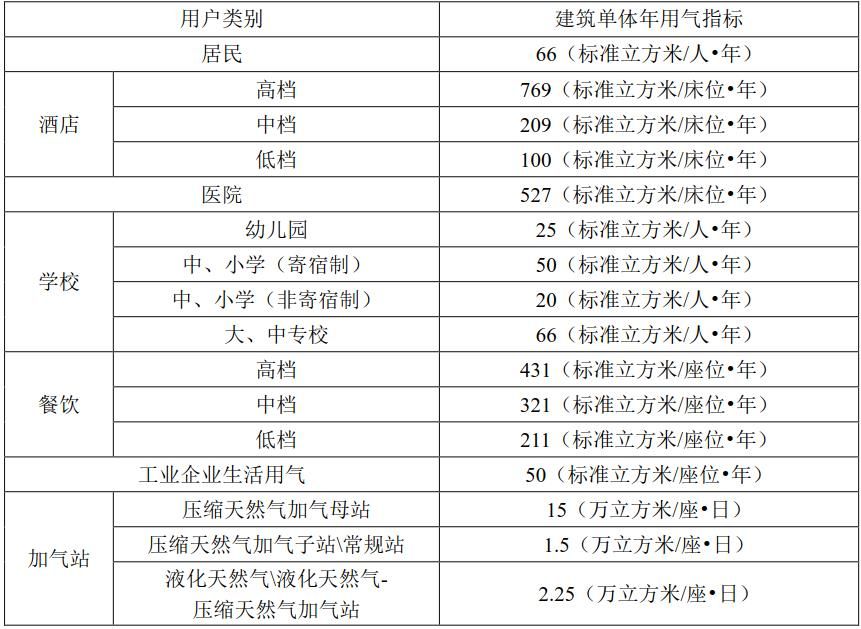 用户类别 建筑单体年用气指标
居民 66（标准立方米/人•年）
酒店 高档 769（标准立方米/床位•年）
中档 209（标准立方米/床位•年）
低档 100（标准立方米/床位•年）
医院 527（标准立方米/床位•年）
学校 幼儿园 25（标准立方米/人•年）
中、小学（寄宿制） 50（标准立方米/人•年）
中、小学（非寄宿制） 20（标准立方米/人•年）
大、中专校 66（标准立方米/人•年）
餐饮 高档 431（标准立方米/座位•年）
中档 321（标准立方米/座位•年）
低档 211（标准立方米/座位•年）
工业企业生活用气 50（标准立方米/座位•年）
加气站 压缩天然气加气母站 15（万立方米/座•日）
压缩天然气加气子站\常规站 1.5（万立方米/座•日）
液化天然气\液化天然气-
压缩天然气加气站 2.25（万立方米/座•日）